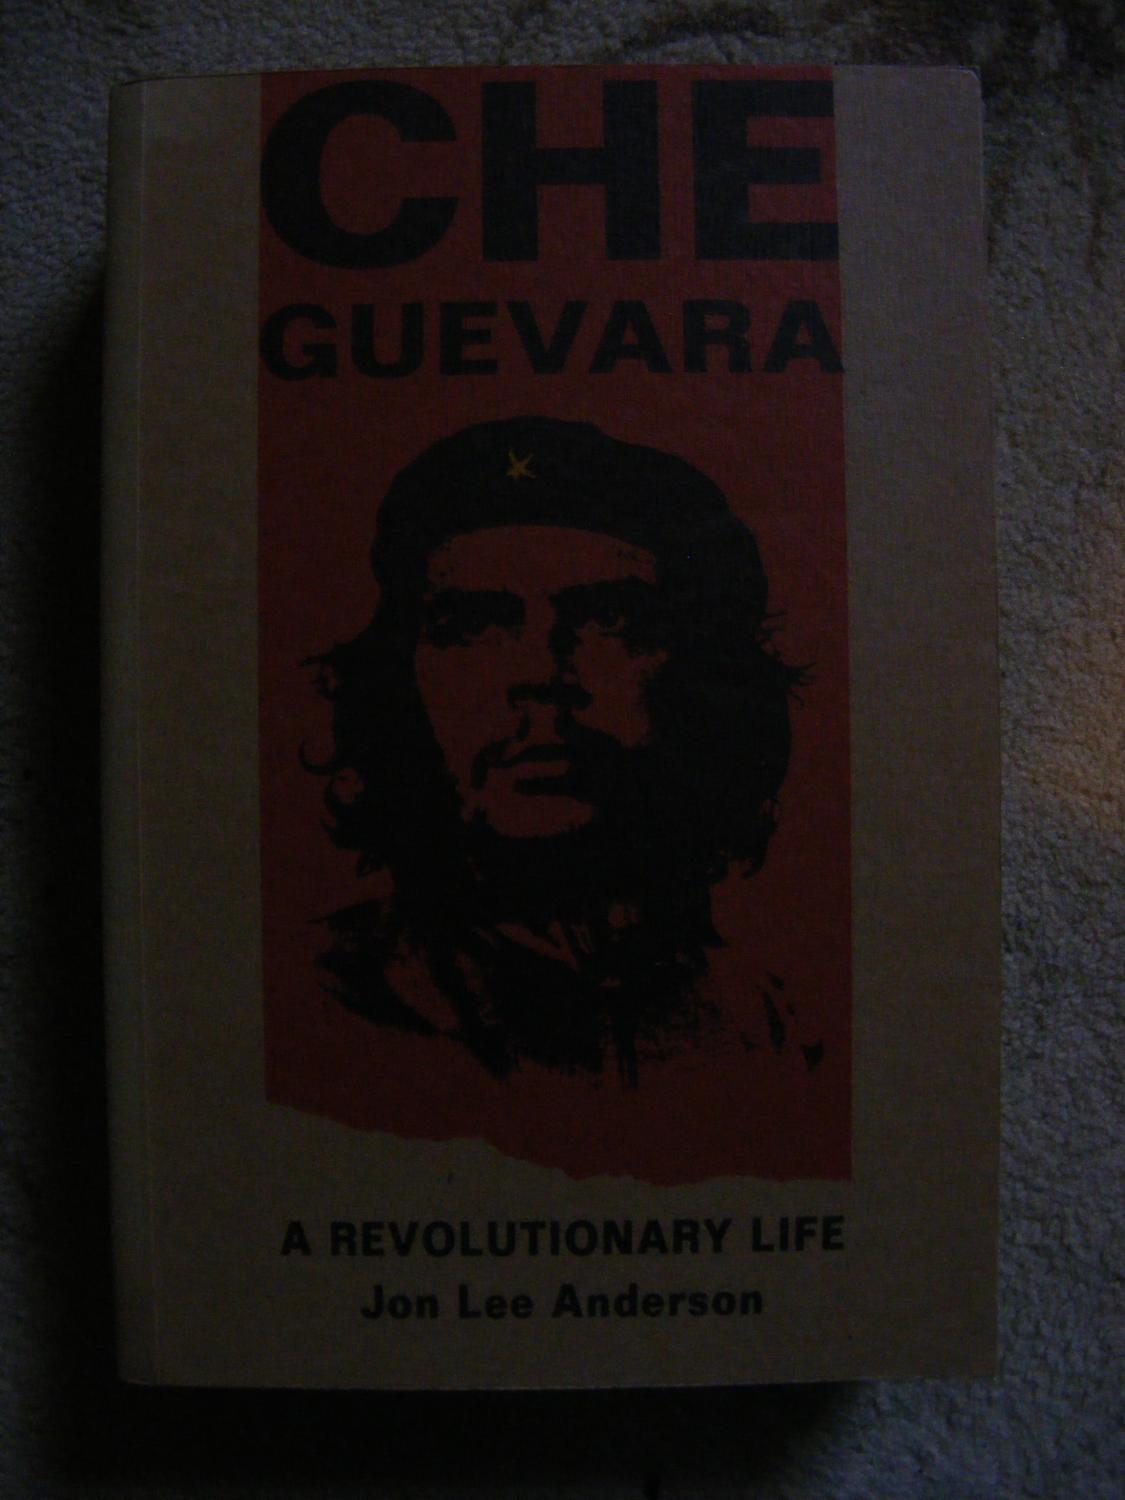 CHE
GUEVARA
A REVOLUTIONARY LIFE
Jon Lee Anderson